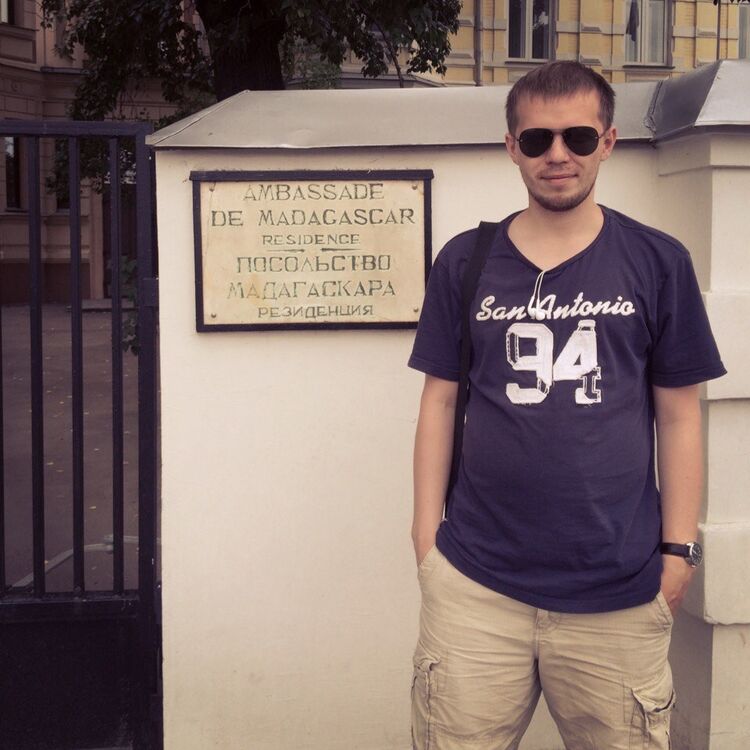 AMBASSADE
DE MADAGASCAR
RESIDENCE
ПОСОЛЬСТВО
МАДАГАСКАРА
РЕЗИДЕНЦИЯ
San Antonio
94